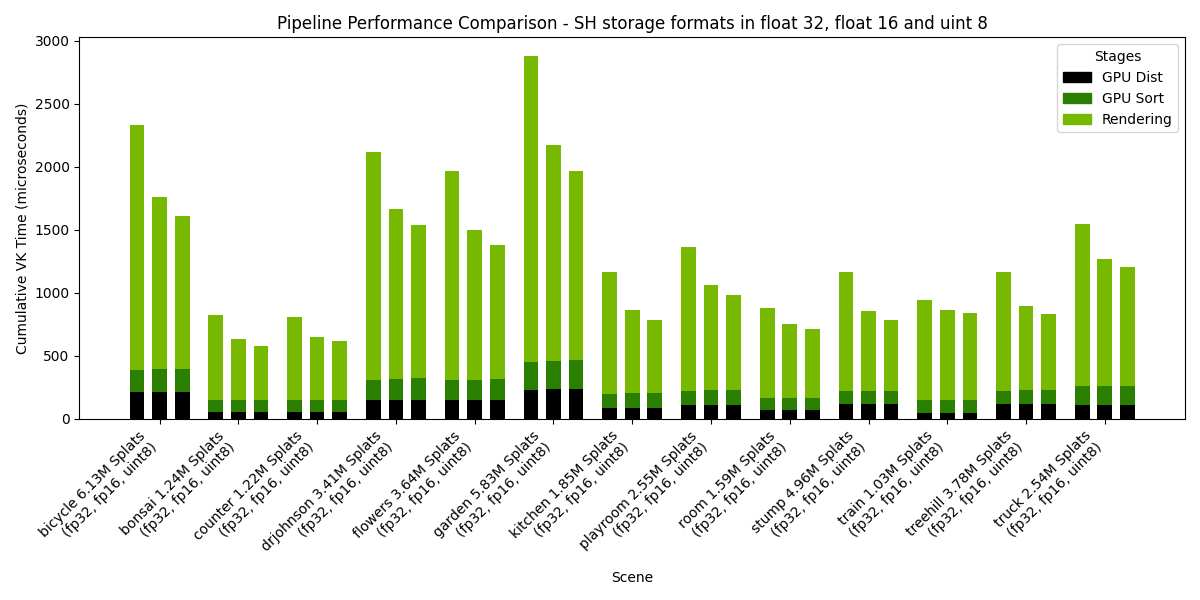 Pipeline Performance Comparison - SH storage formats in float 32, float 16 and uint 8
Cumulative VK Time (microseconds)
3000
2500
2000
1500
1000
500
0
Stages
GPU Dist
GPU Sort
Rendering
bicycle 6.13M Splats
(fp32, fp16, uint8)
bonsai 1.24M Splats
(fp32, fp16, uint8)
counter 1.22M Splats
(fp32, fp16, uint8)
drjohnson 3.41M Splats
(fp32, fp16, uint8)
flowers 3.64M Splats
(fp32, fp16, uint8)
garden 5.83M Splats
(fp32, fp16, uint8)
kitchen 1.85M Splats
(fp32, fp16, uint8)
playroom 2.55M Splats
(fp32, fp16, uint8)
room 1.59M Splats
(fp32, fp16, uint8)
stump 4.96M Splats
(fp32, fp16, uint8)
train 1.03M Splats
(fp32, fp16, uint8)
treehill 3.78M Splats
(fp32, fp16, uint8)
truck 2.54M Splats
(fp32, fp16, uint8)
Scene